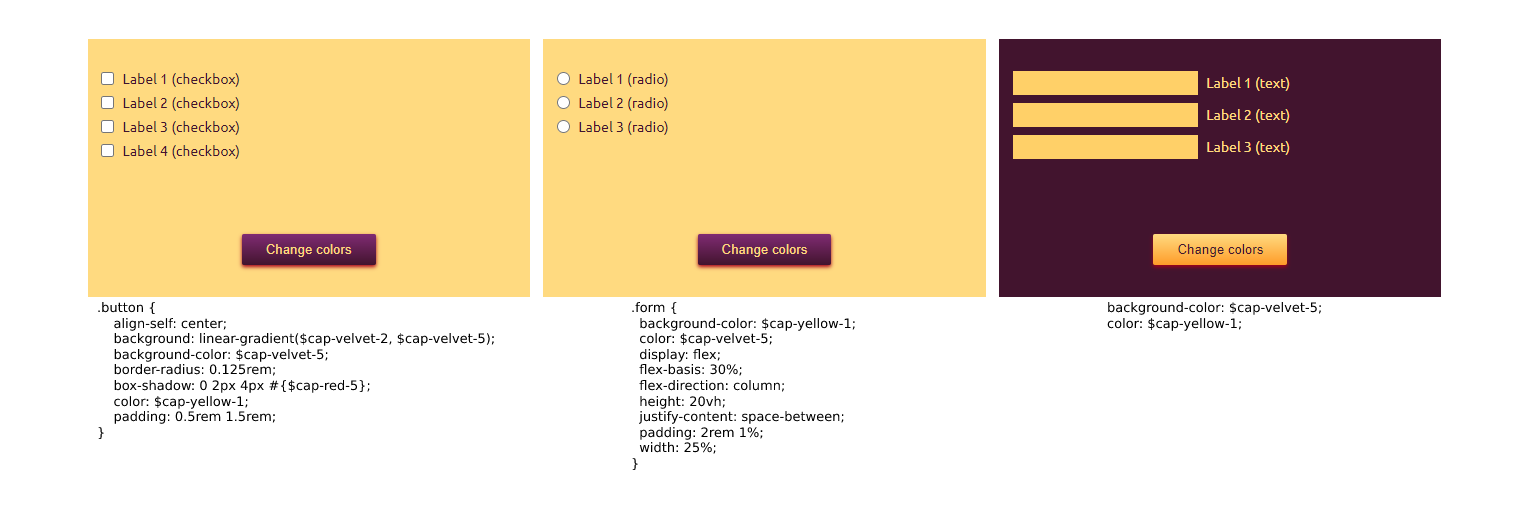 Label 1 (checkbox)
Label 2 (checkbox)
Label 3 (checkbox)
Label 4 (checkbox)
Change colors
Label 1 (radio)
Label 2 (radio)
Label 3 (radio)
Change colors
Label 1 (text)
Label 2 (text)
Label 3 (text)
Change colors
.button {
    align-self: center;
    background: linear-gradient($cap-velvet-2, $cap-velvet-5);
    background-color: $cap-velvet-5;
    border-radius: 0.125rem;
    box-shadow: 0 2px 4px #{$cap-red-5};
    color: $cap-yellow-1;
    padding: 0.5rem 1.5rem;
}
.form {
  background-color: $cap-yellow-1;
  color: $cap-velvet-5;
  display: flex;
  flex-basis: 30%;
  flex-direction: column;
  height: 20vh;
  justify-content: space-between;
  padding: 2rem 1%;
  width: 25%;
}
background-color: $cap-velvet-5;
color: $cap-yellow-1;